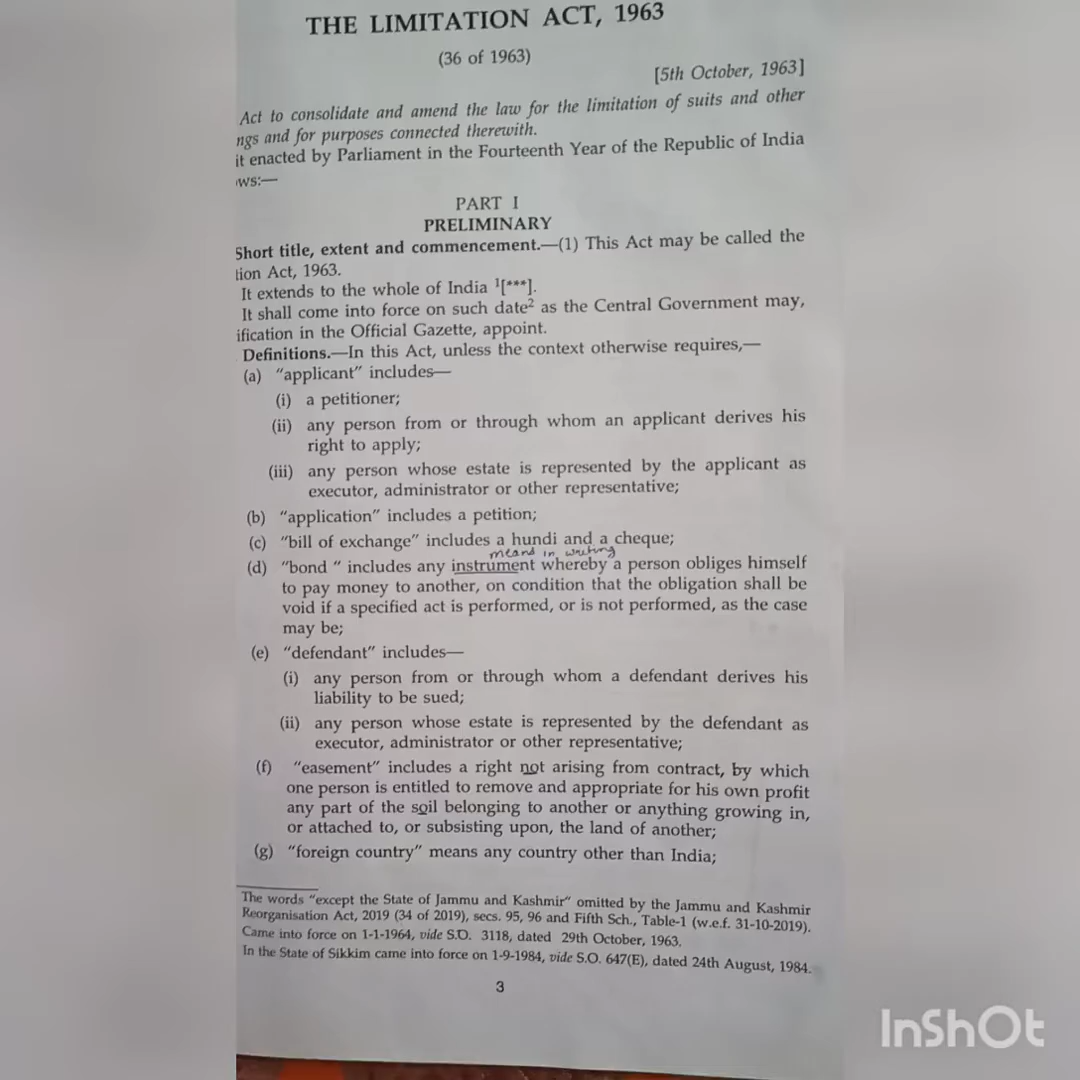 THE LIMITATION ACT, 1963
(36 of 1963)
[5th October, 1963]
Act to consolidate and amend the law for the limitation of suits and other
ngs and for purposes connected therewith.
it enacted by Parliament in the Fourteenth Year of the Republic of India
ws:—
PART I
PRELIMINARY
Short title, extent and commencement.—(1) This Act may be called the
tion Act, 1963.
It extends to the whole of India ¹[***].
It shall come into force on such date² as the Central Government may,
ification in the Official Gazette, appoint.
Definitions.—In this Act, unless the context otherwise requires,—
(a) "applicant" includes—
(i) a petitioner;
(ii) any person from or through whom an applicant derives his
right to apply;
(iii) any person whose estate is represented by the applicant as
executor, administrator or other representative;
(b) "application" includes a petition;
(c) "bill of exchange" includes a hundi and a cheque;
means in writing
(d) "bond " includes any instrument whereby a person obliges himself
to pay money to another, on condition that the obligation shall be
void if a specified act is performed, or is not performed, as the case
may be;
(e) "defendant" includes—
(i) any person from or through whom a defendant derives his
liability to be sued;
(ii) any person whose estate is represented by the defendant as
executor, administrator or other representative;
(f) "easement" includes a right not arising from contract, by which
one person is entitled to remove and appropriate for his own profit
any part of the soil belonging to another or anything growing in,
or attached to, or subsisting upon, the land of another;
(g) "foreign country" means any country other than India;
The words "except the State of Jammu and Kashmir" omitted by the Jammu and Kashmir
Reorganisation Act, 2019 (34 of 2019), secs. 95, 96 and Fifth Sch., Table-1 (w.e.f. 31-10-2019).
Came into force on 1-1-1964, vide S.O. 3118, dated 29th October, 1963.
In the State of Sikkim came into force on 1-9-1984, vide S.O. 647(E), dated 24th August, 1984.
3
InShOt